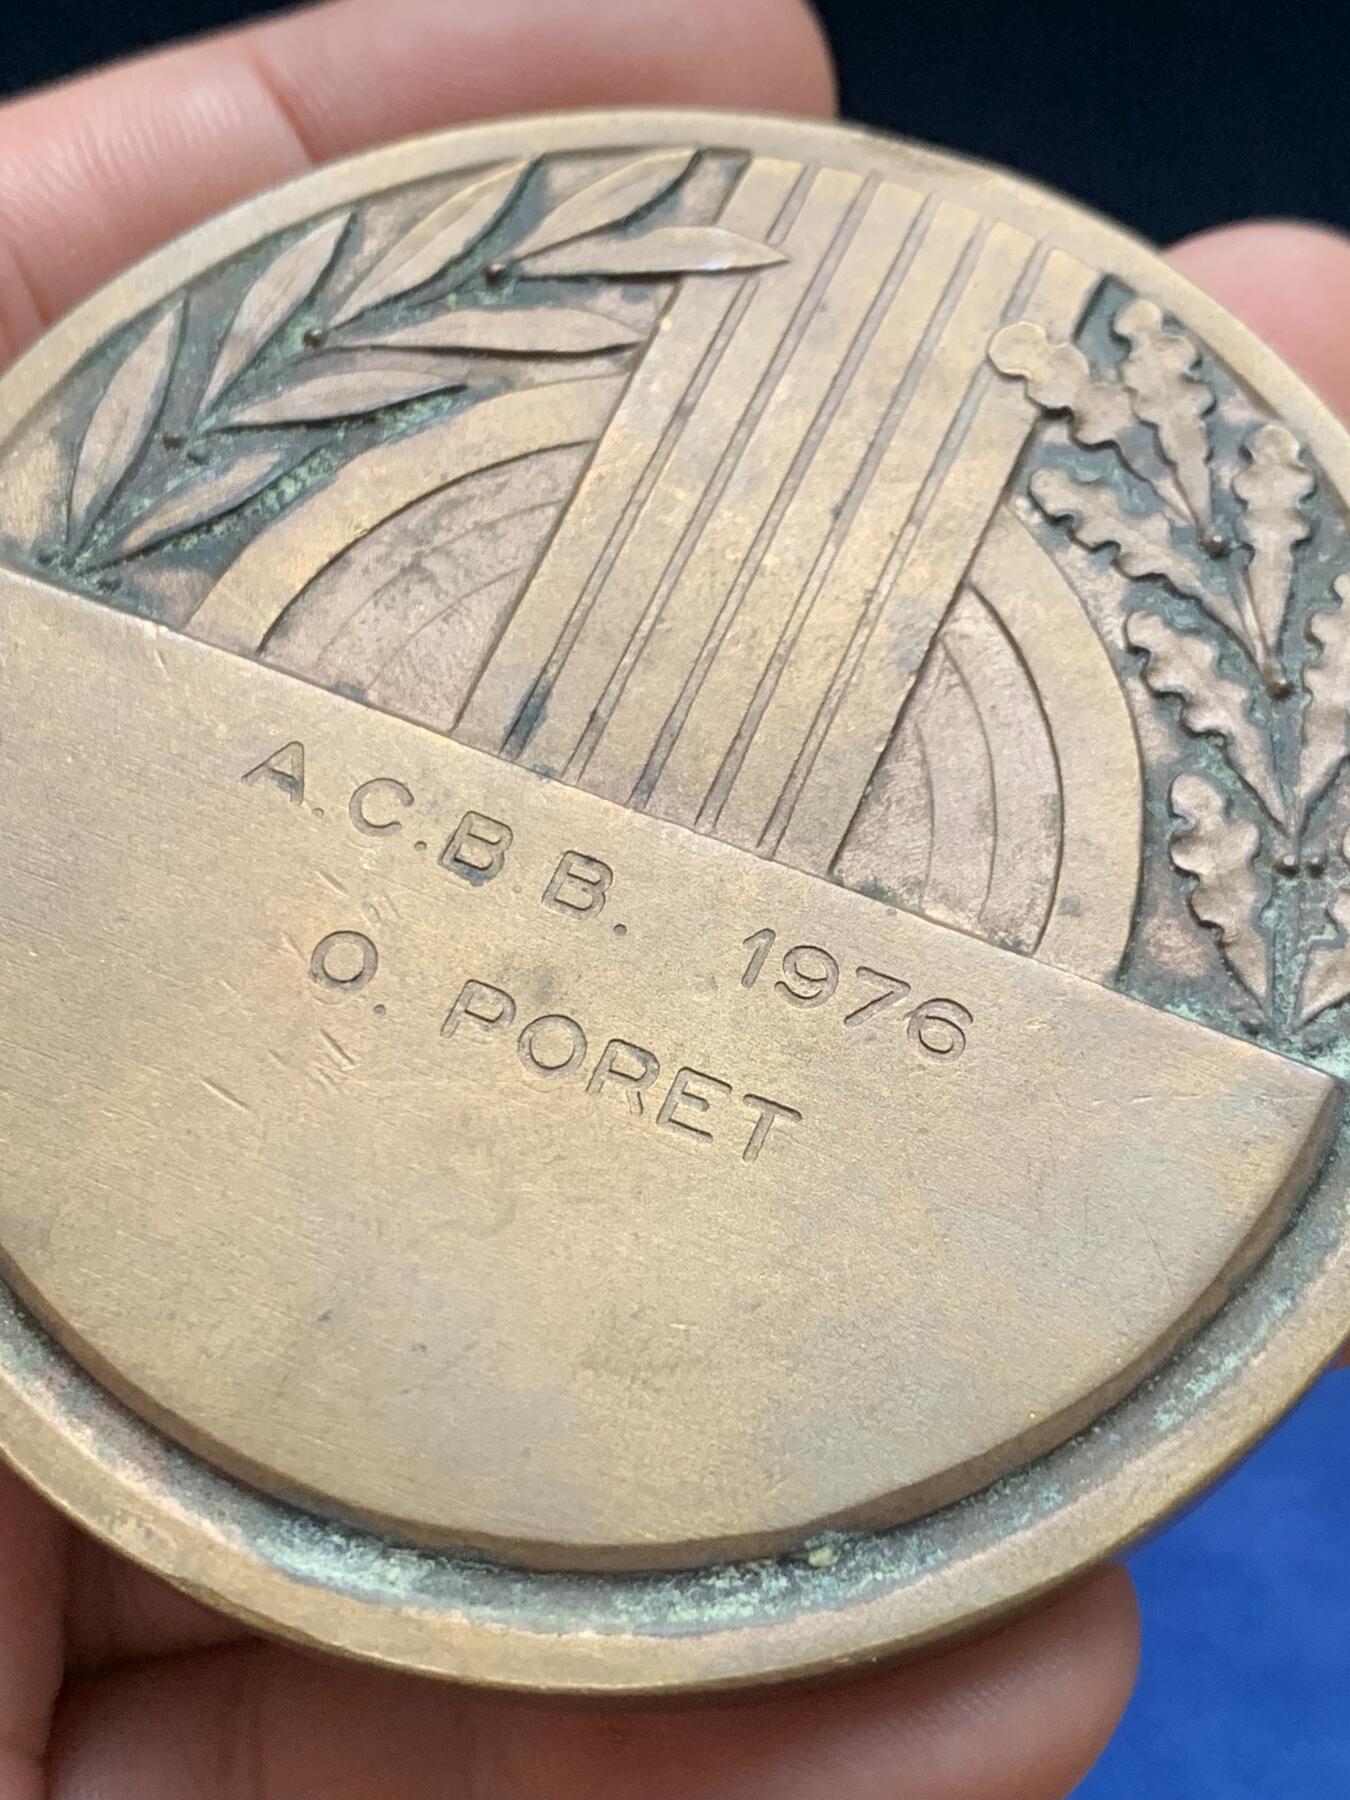 A.C.B B. 1976
O. PORET